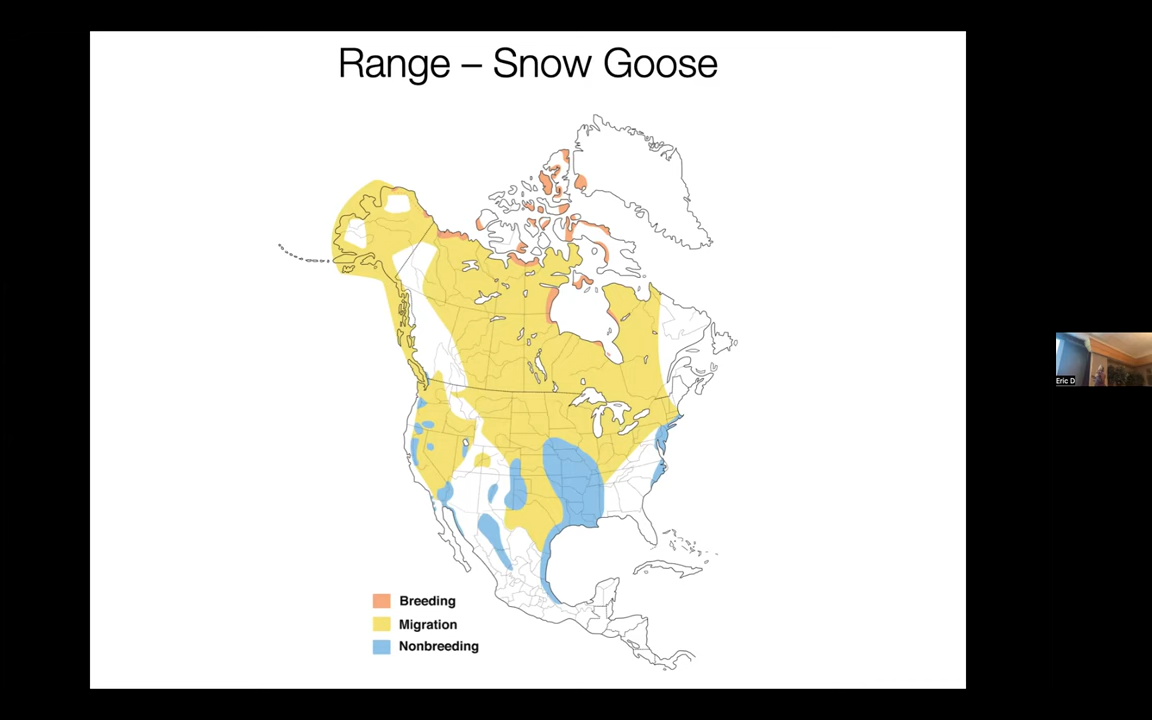 Range – Snow Goose
Eric D
Breeding
Migration
Nonbreeding